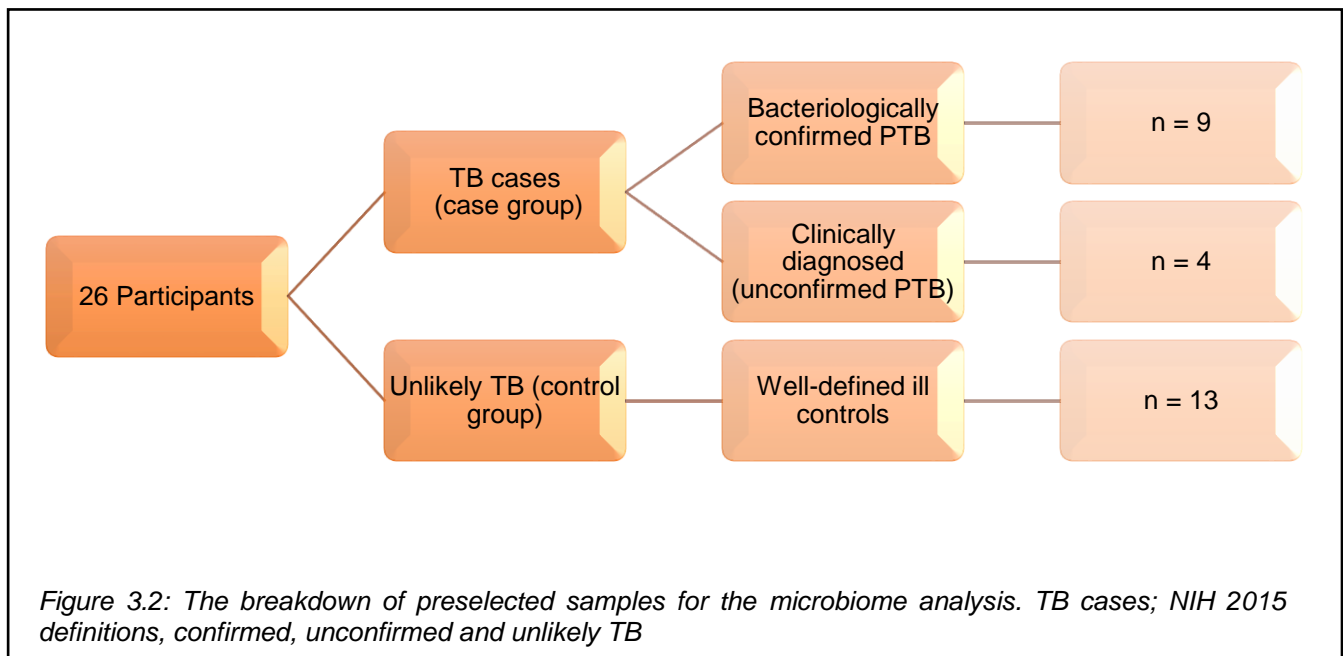 26 Participants
TB cases
(case group)
Bacteriologically
confirmed PTB
n = 9
Clinically
diagnosed
(unconfirmed PTB)
n = 4
Unlikely TB (control
group)
Well-defined ill
controls
n = 13
Figure 3.2: The breakdown of preselected samples for the microbiome analysis. TB cases; NIH 2015
definitions, confirmed, unconfirmed and unlikely TB